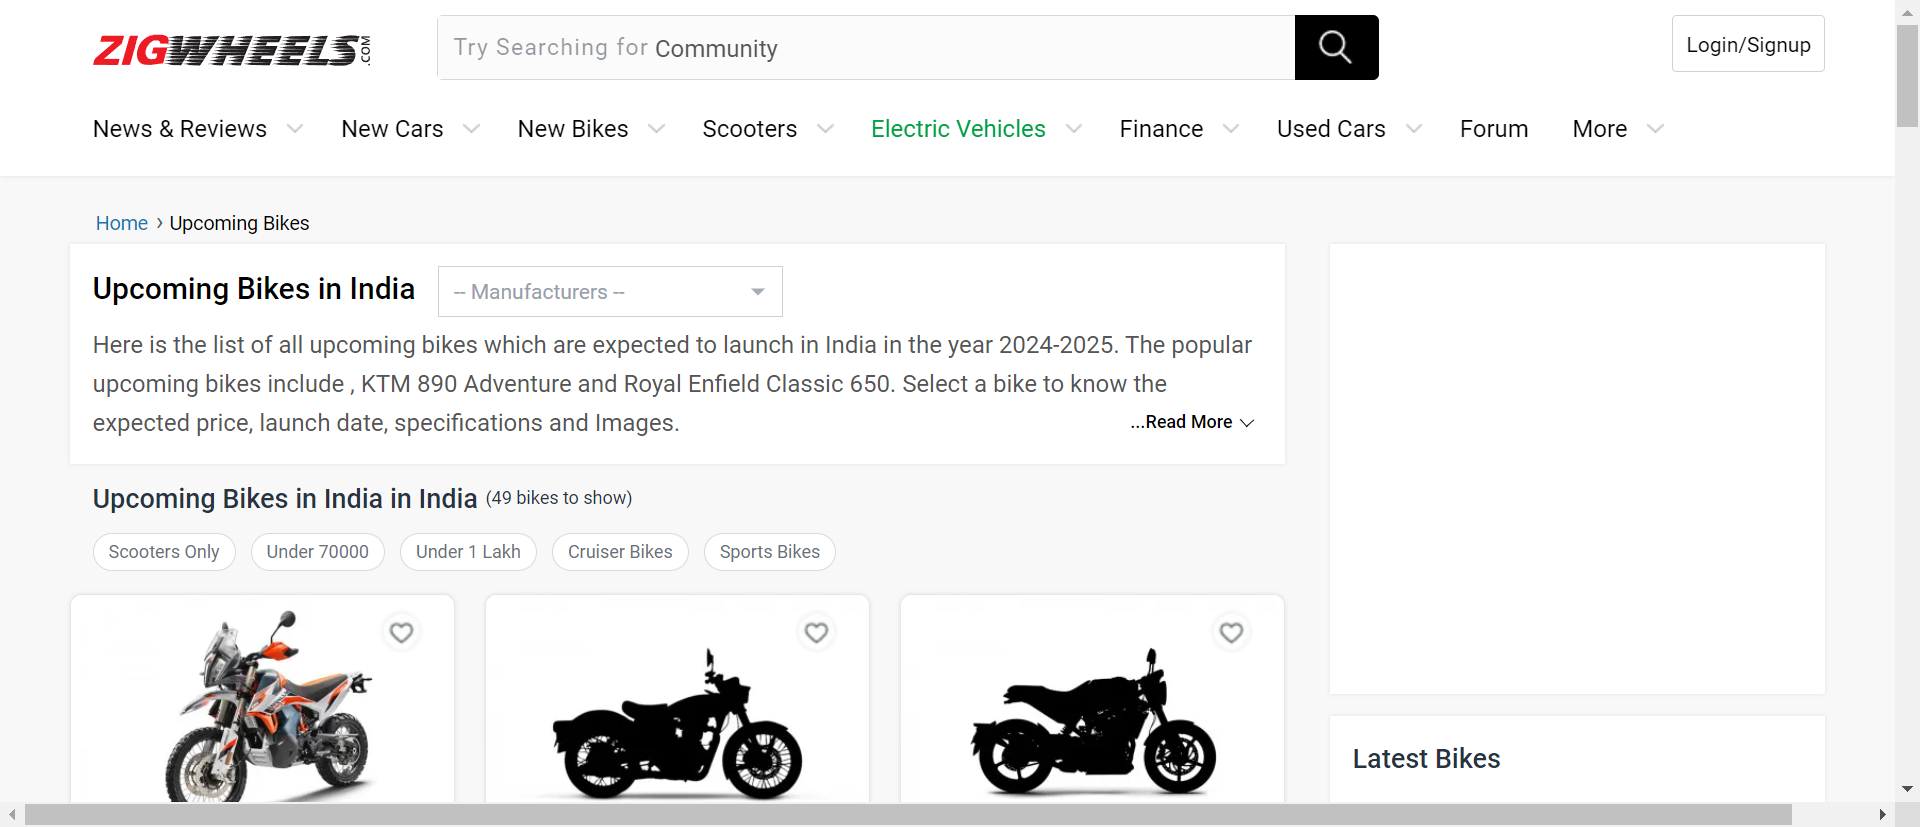 ZIGWHEELS.COM
Try Searching for Community
Login/Signup
News & Reviews New Cars New Bikes Scooters Electric Vehicles Finance Used Cars Forum More
Home › Upcoming Bikes
Upcoming Bikes in India
-- Manufacturers --
Here is the list of all upcoming bikes which are expected to launch in India in the year 2024-2025. The popular
upcoming bikes include , KTM 890 Adventure and Royal Enfield Classic 650. Select a bike to know the
expected price, launch date, specifications and Images.
...Read More
Upcoming Bikes in India in India (49 bikes to show)
Scooters Only Under 70000 Under 1 Lakh Cruiser Bikes Sports Bikes
Latest Bikes